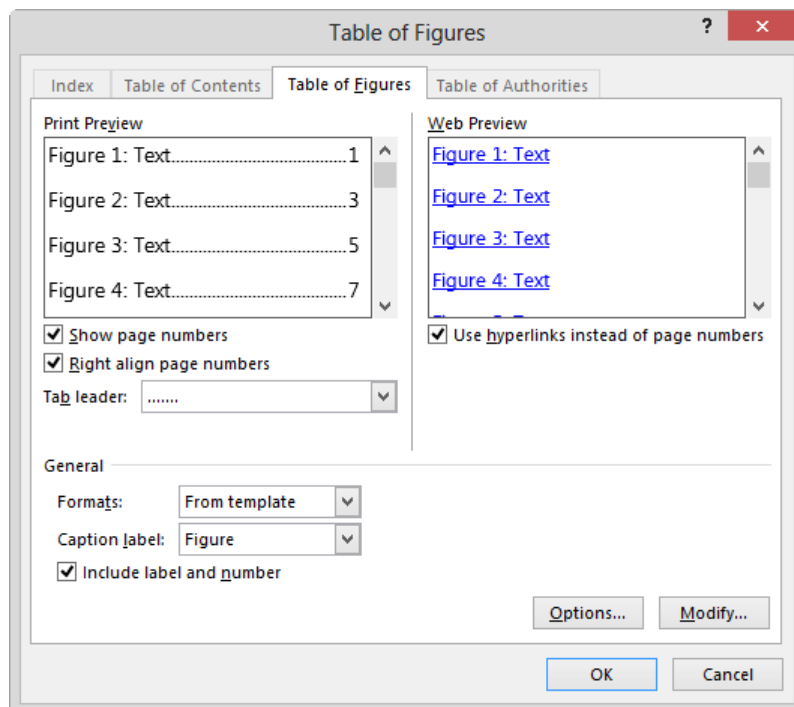 Table of Figures
?
Index
Table of Contents
Table of Figures
Table of Authorities
Print Preview
Figure 1: Text.......................................1
Figure 2: Text.......................................3
Figure 3: Text.......................................5
Figure 4: Text.......................................7
Show page numbers
Right align page numbers
Tab leader:
.......
Web Preview
Figure 1: Text
Figure 2: Text
Figure 3: Text
Figure 4: Text
Use hyperlinks instead of page numbers
General
Formats:
From template
Caption label:
Figure
Include label and number
Options...
Modify...
OK
Cancel